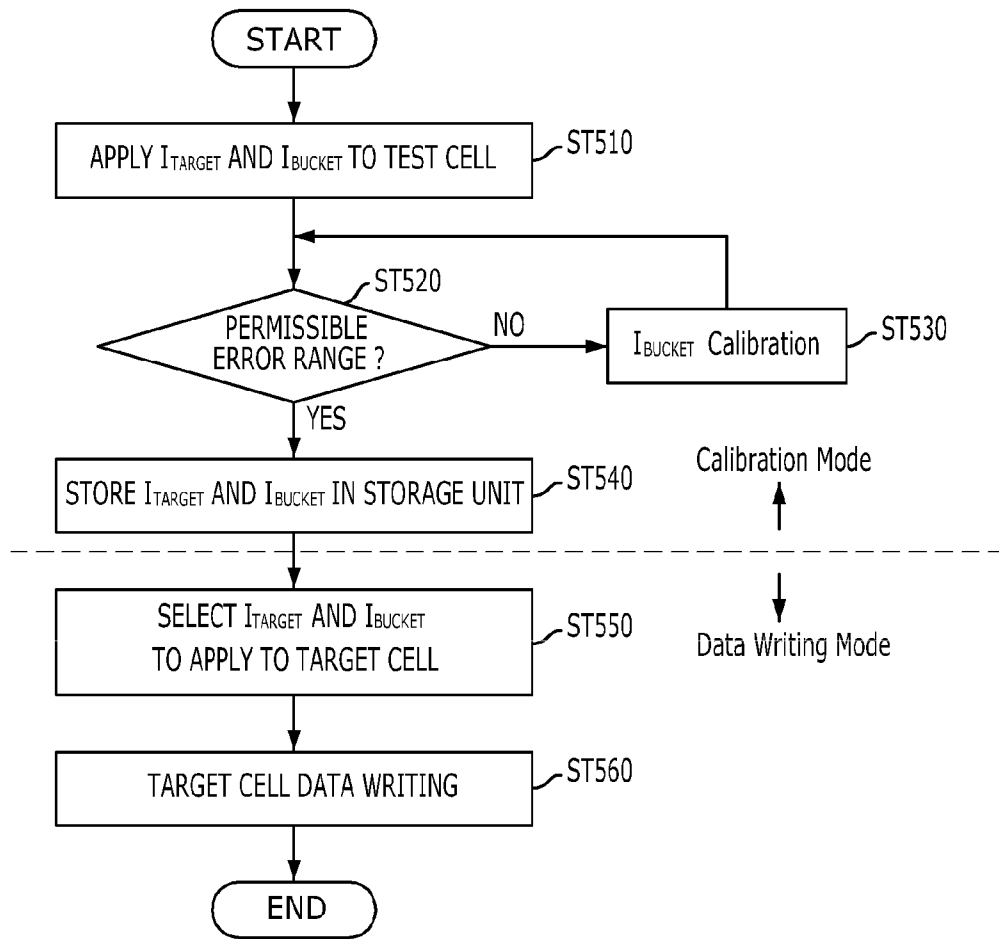 START
APPLY ITARGET AND IBUCKET TO TEST CELL
ST510
ST520
PERMISSIBLE
ERROR RANGE ?
NO
IBUCKET Calibration
ST530
YES
STORE ITARGET AND IBUCKET IN STORAGE UNIT
ST540
Calibration Mode
SELECT ITARGET AND IBUCKET
TO APPLY TO TARGET CELL
ST550
Data Writing Mode
TARGET CELL DATA WRITING
ST560
END